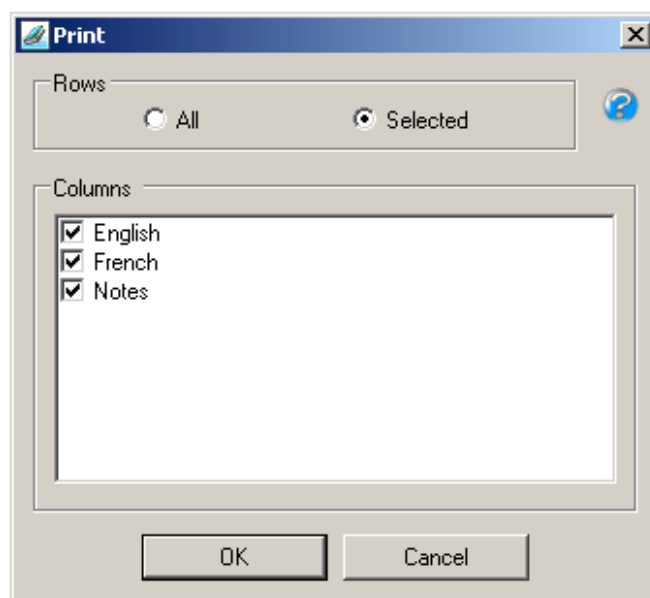 Print
Rows
All Selected
Columns
English
French
Notes
OK Cancel